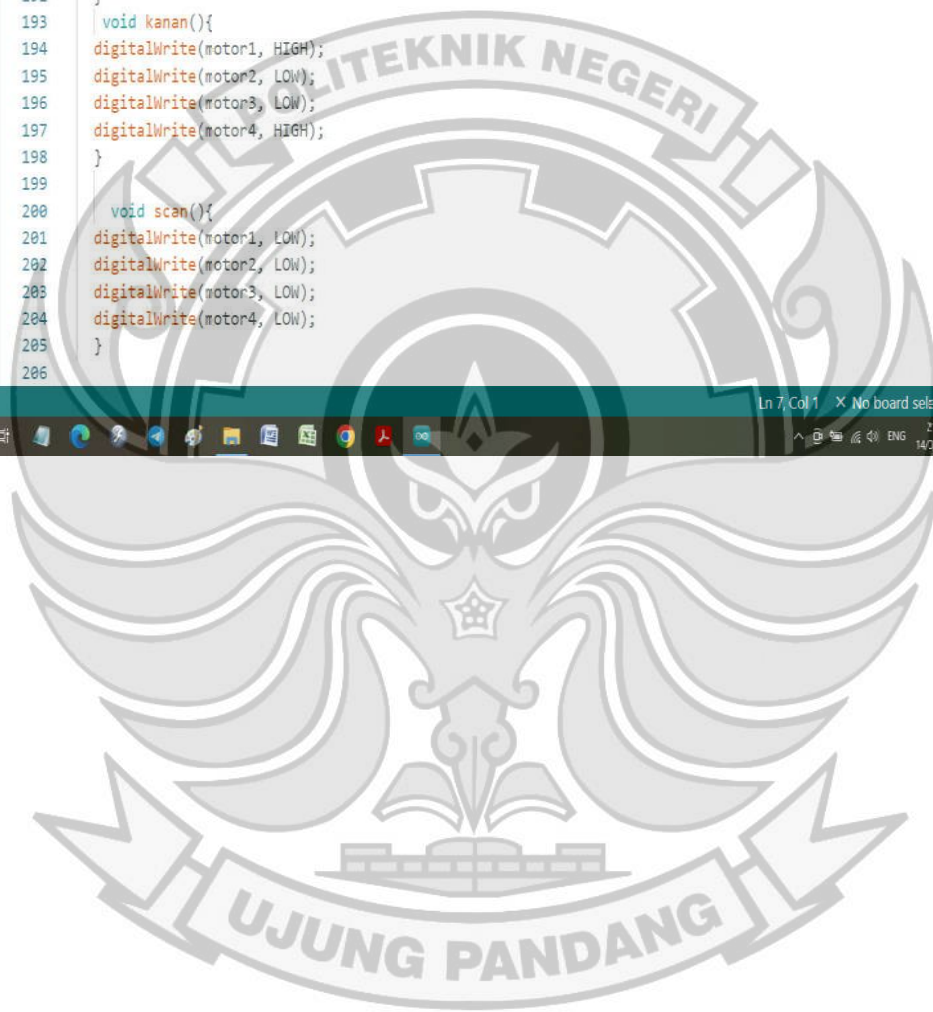 193 void kanan(){
194 digitalWrite(motor1, HIGH);
195 digitalWrite(motor2, LOW);
196 digitalWrite(motor3, LOW);
197 digitalWrite(motor4, HIGH);
198 }
199
200 void scan(){
201 digitalWrite(motor1, LOW);
202 digitalWrite(motor2, LOW);
203 digitalWrite(motor3, LOW);
204 digitalWrite(motor4, LOW);
205 }
206
Ln 7, Col 1 × No board sele
ENG
14/0
POLITEKNIK NEGERI
UJUNG PANDANG